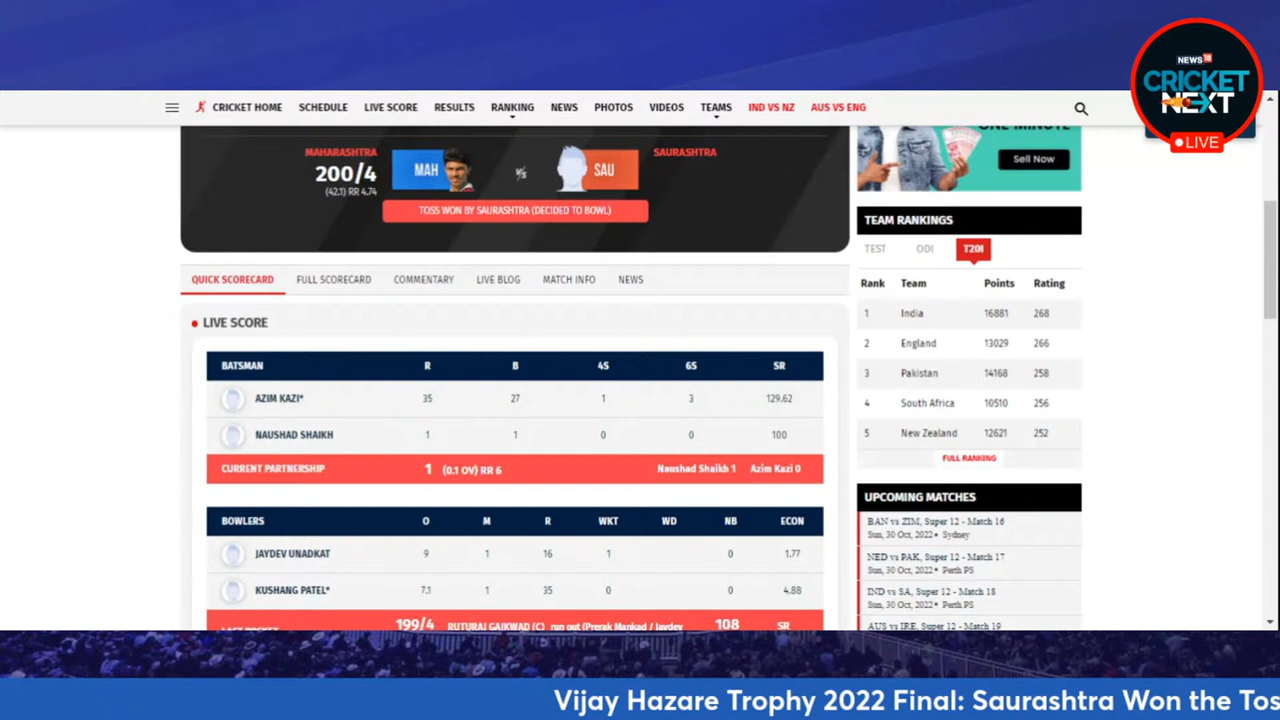 NEWS18
CRICKET
NEXT
LIVE
CRICKET HOME SCHEDULE LIVE SCORE RESULTS RANKING NEWS PHOTOS VIDEOS TEAMS IND VS NZ AUS VS ENG
MAHARASHTRA
200/4
(42.1) RR 4.74
MAH
VS
SAU
SAURASHTRA
TOSS WON BY SAURASHTRA (DECIDED TO BOWL)
ONE MINUTE
Sell Now
QUICK SCORECARD FULL SCORECARD COMMENTARY LIVE BLOG MATCH INFO NEWS
LIVE SCORE
BATSMAN R B 4S 6S SR
AZIM KAZI* 35 27 1 3 129.62
NAUSHAD SHAIKH 1 1 0 0 100
CURRENT PARTNERSHIP 1 (0.1 OV) RR 6 Naushad Shaikh 1 Azim Kazi 0
BOWLERS O M R WKT WD NB ECON
JAYDEV UNADKAT 9 1 16 1 0 1.77
KUSHANG PATEL* 7.1 1 35 0 0 4.88
LAST WICKET 199/4 RUTURAJ GAIKWAD (C) run out (Prerak Mankad / Jaydev 108 SR
TEAM RANKINGS
TEST ODI T20I
Rank Team Points Rating
1 India 16881 268
2 England 13029 266
3 Pakistan 14168 258
4 South Africa 10510 256
5 New Zealand 12621 252
FULL RANKING
UPCOMING MATCHES
BAN vs ZIM, Super 12 - Match 16
Sun, 30 Oct, 2022• Sydney
NED vs PAK, Super 12 - Match 17
Sun, 30 Oct, 2022• Perth PS
IND vs SA, Super 12 - Match 18
Sun, 30 Oct, 2022• Perth PS
AUS vs IRE, Super 12 - Match 19
Vijay Hazare Trophy 2022 Final: Saurashtra Won the Tos